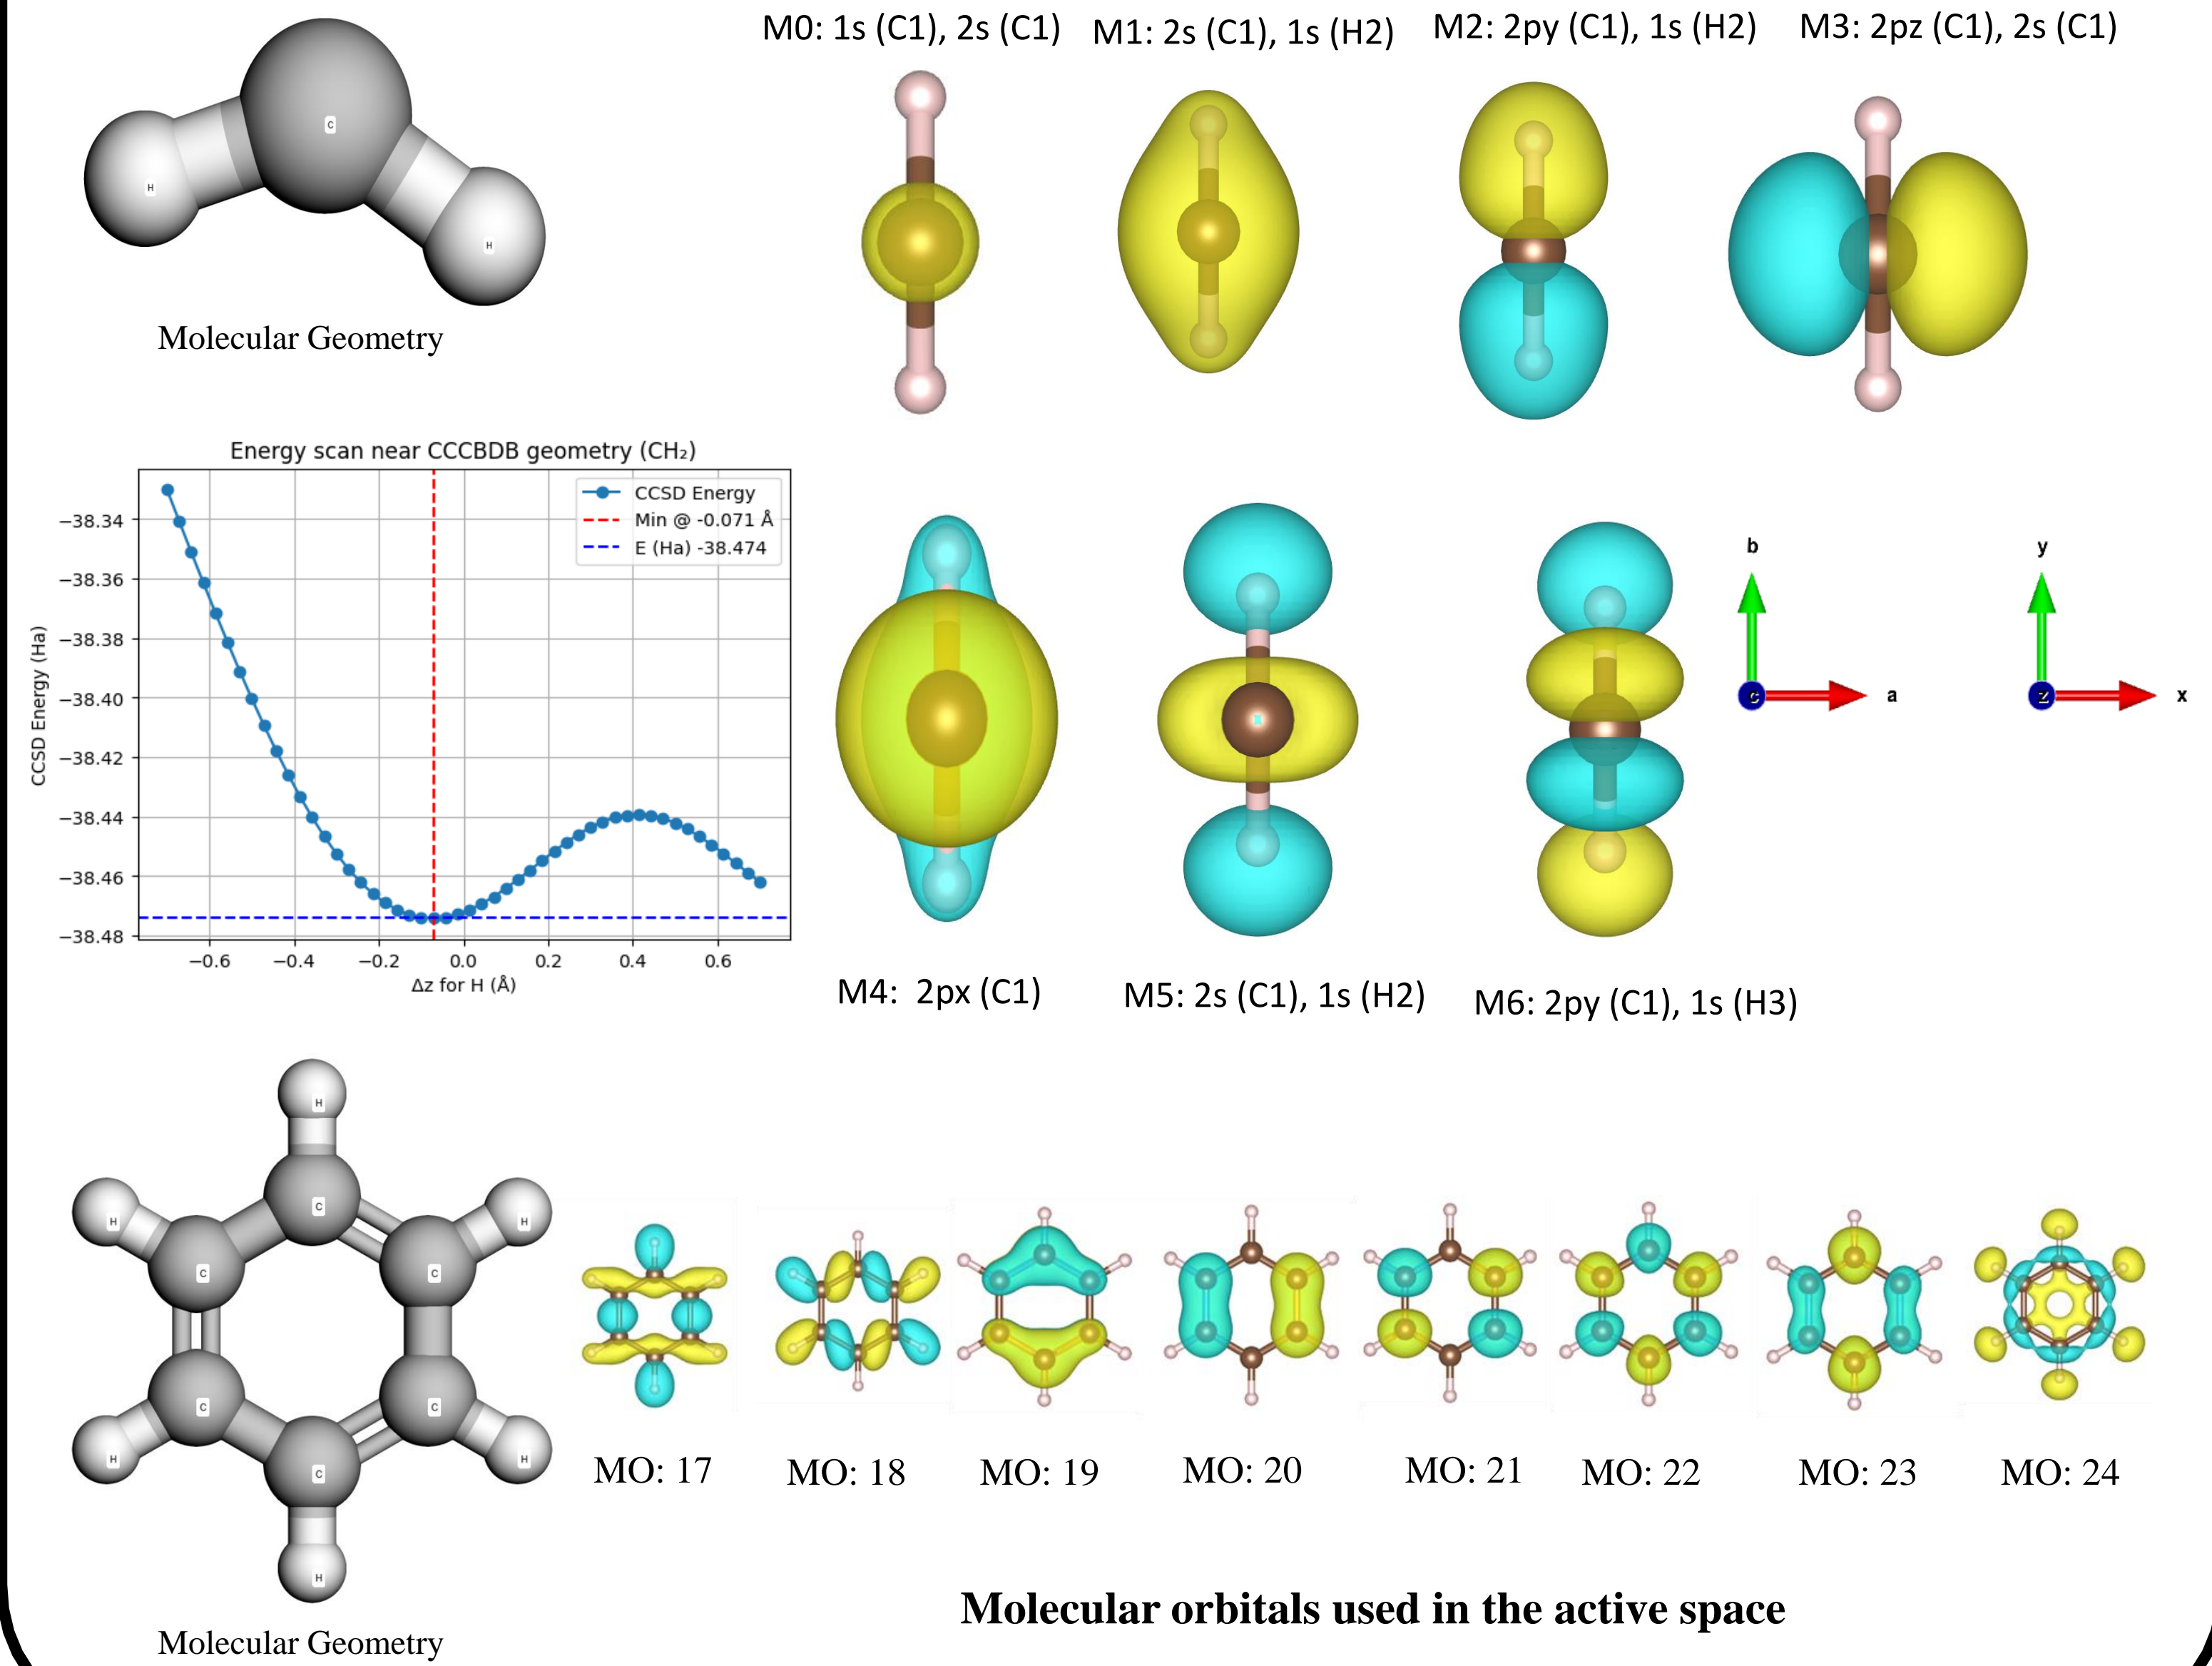 M0: 1s (C1), 2s (C1)
M1: 2s (C1), 1s (H2)
M2: 2py (C1), 1s (H2)
M3: 2pz (C1), 2s (C1)
C
H
H
Molecular Geometry
Energy scan near CCCBDB geometry (CH₂)
CCSD Energy
Min @ -0.071 Å
E (Ha) -38.474
CCSD Energy (Ha)
−38.34
−38.36
−38.38
−38.40
−38.42
−38.44
−38.46
−38.48
−0.6
−0.4
−0.2
0.0
0.2
0.4
0.6
Δz for H (Å)
b
c
a
y
z
x
M4: 2px (C1)
M5: 2s (C1), 1s (H2)
M6: 2py (C1), 1s (H3)
H
C
H
H
C
C
C
C
H
H
C
H
Molecular Geometry
MO: 17
MO: 18
MO: 19
MO: 20
MO: 21
MO: 22
MO: 23
MO: 24
Molecular orbitals used in the active space